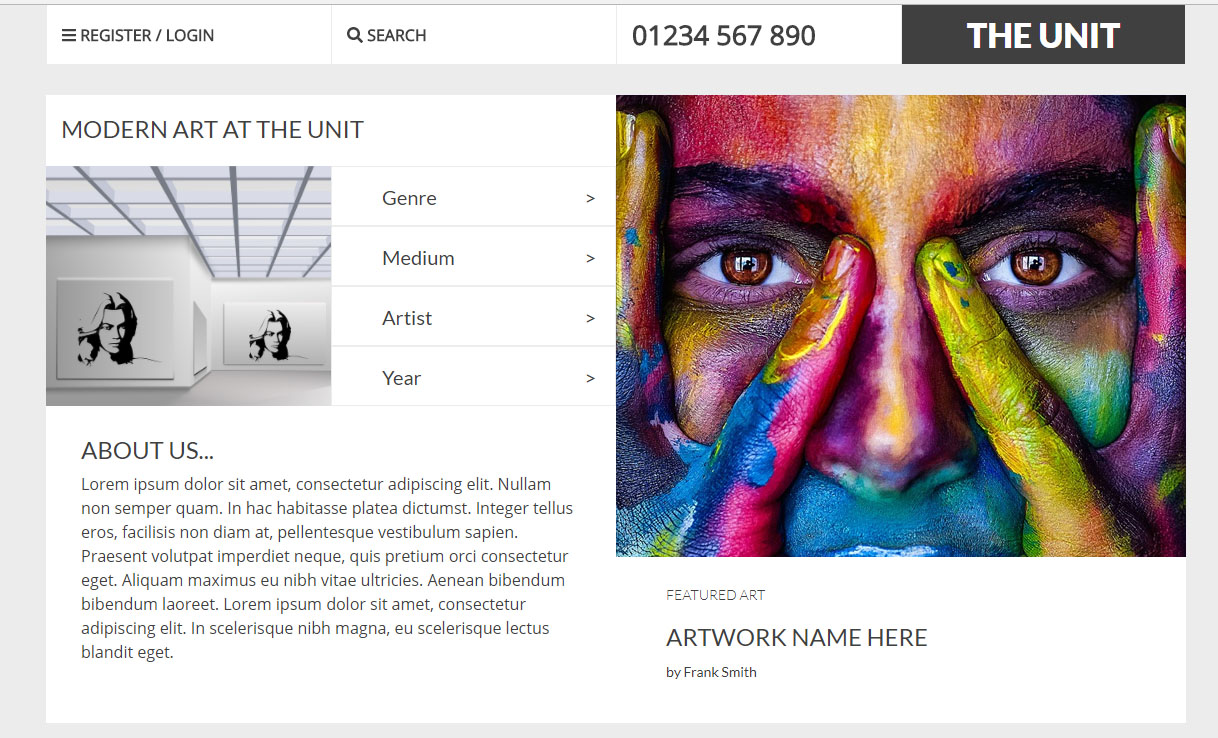 REGISTER / LOGIN
SEARCH
01234 567 890
THE UNIT
MODERN ART AT THE UNIT
Genre >
Medium >
Artist >
Year >
ABOUT US...
Lorem ipsum dolor sit amet, consectetur adipiscing elit. Nullam
non semper quam. In hac habitasse platea dictumst. Integer tellus
eros, facilisis non diam at, pellentesque vestibulum sapien.
Praesent volutpat imperdiet neque, quis pretium orci consectetur
eget. Aliquam maximus eu nibh vitae ultricies. Aenean bibendum
bibendum laoreet. Lorem ipsum dolor sit amet, consectetur
adipiscing elit. In scelerisque nibh magna, eu scelerisque lectus
blandit eget.
FEATURED ART
ARTWORK NAME HERE
by Frank Smith